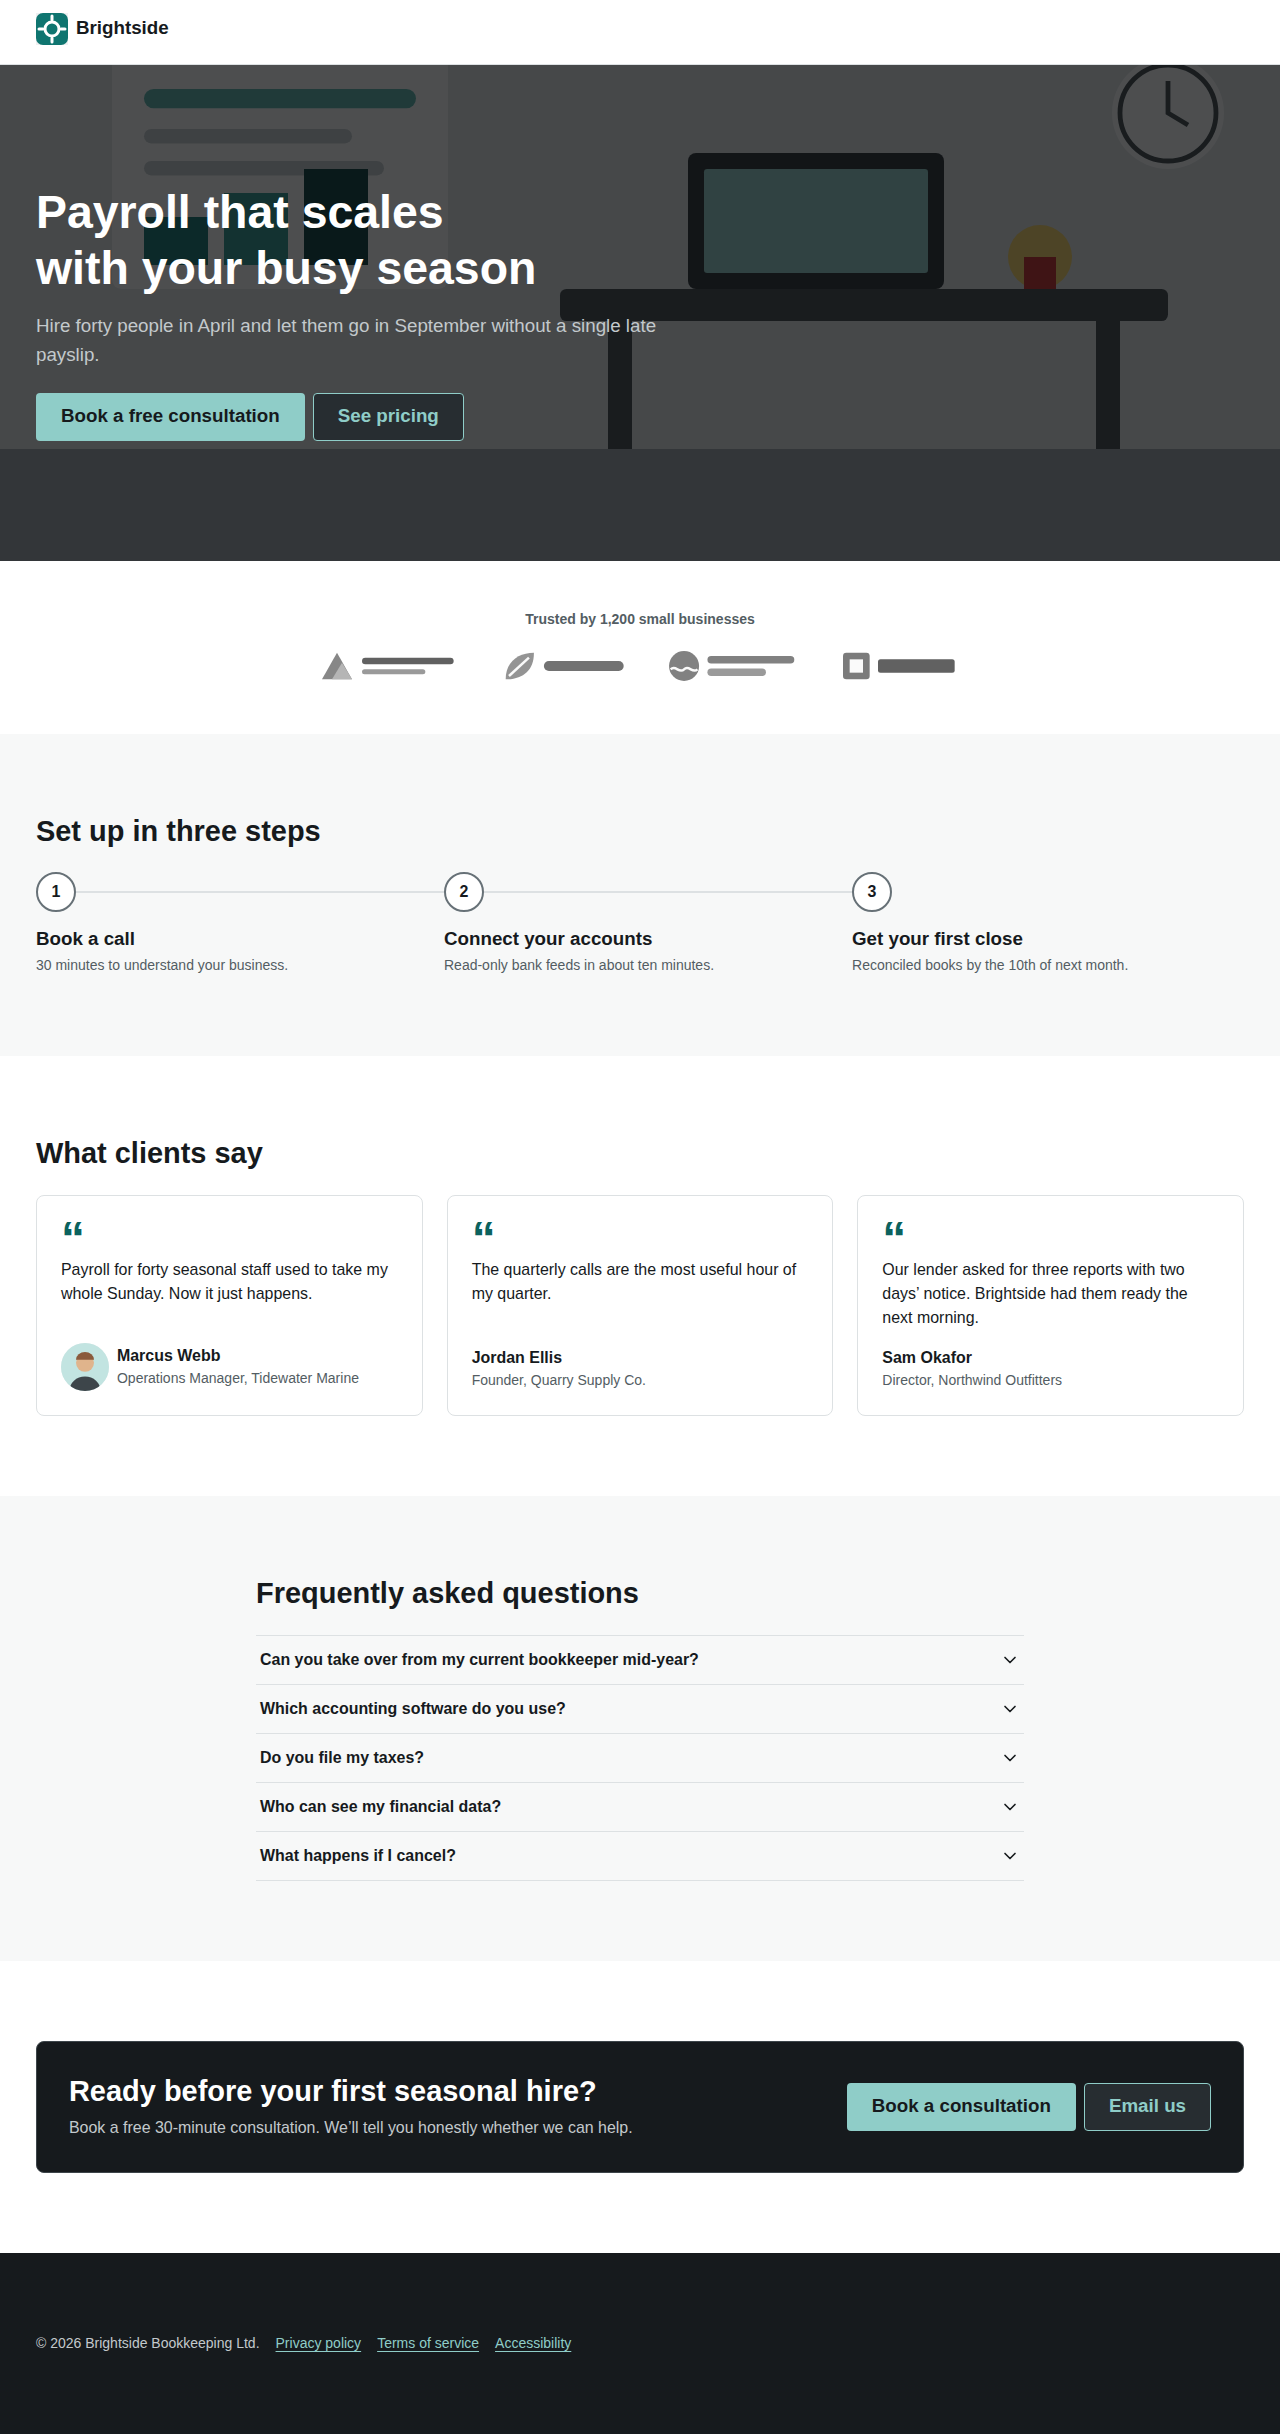 Brightside
Payroll that scales
with your busy season
Hire forty people in April and let them go in September without a single late
payslip.
Book a free consultation
See pricing
Trusted by 1,200 small businesses
Set up in three steps
1
2
3
Book a call
30 minutes to understand your business.
Connect your accounts
Read-only bank feeds in about ten minutes.
Get your first close
Reconciled books by the 10th of next month.
What clients say
“
Payroll for forty seasonal staff used to take my
whole Sunday. Now it just happens.
Marcus Webb
Operations Manager, Tidewater Marine
“
The quarterly calls are the most useful hour of
my quarter.
Jordan Ellis
Founder, Quarry Supply Co.
“
Our lender asked for three reports with two
days’ notice. Brightside had them ready the
next morning.
Sam Okafor
Director, Northwind Outfitters
Frequently asked questions
Can you take over from my current bookkeeper mid-year?
Which accounting software do you use?
Do you file my taxes?
Who can see my financial data?
What happens if I cancel?
Ready before your first seasonal hire?
Book a free 30-minute consultation. We’ll tell you honestly whether we can help.
Book a consultation
Email us
© 2026 Brightside Bookkeeping Ltd.
Privacy policy
Terms of service
Accessibility